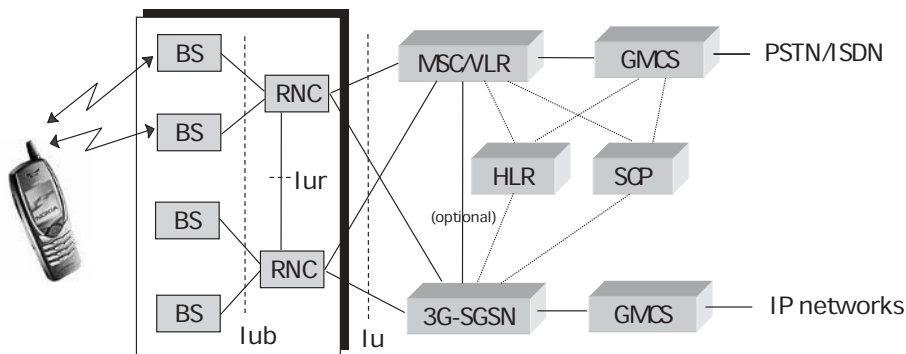 BS
MSC/VLR
GMCS
PSTN/ISDN
RNC
BS
HLR
SCP
Iur
BS
(optional)
RNC
BS
3G-SGSN
GMCS
IP networks
Iub
Iu
NOKIA